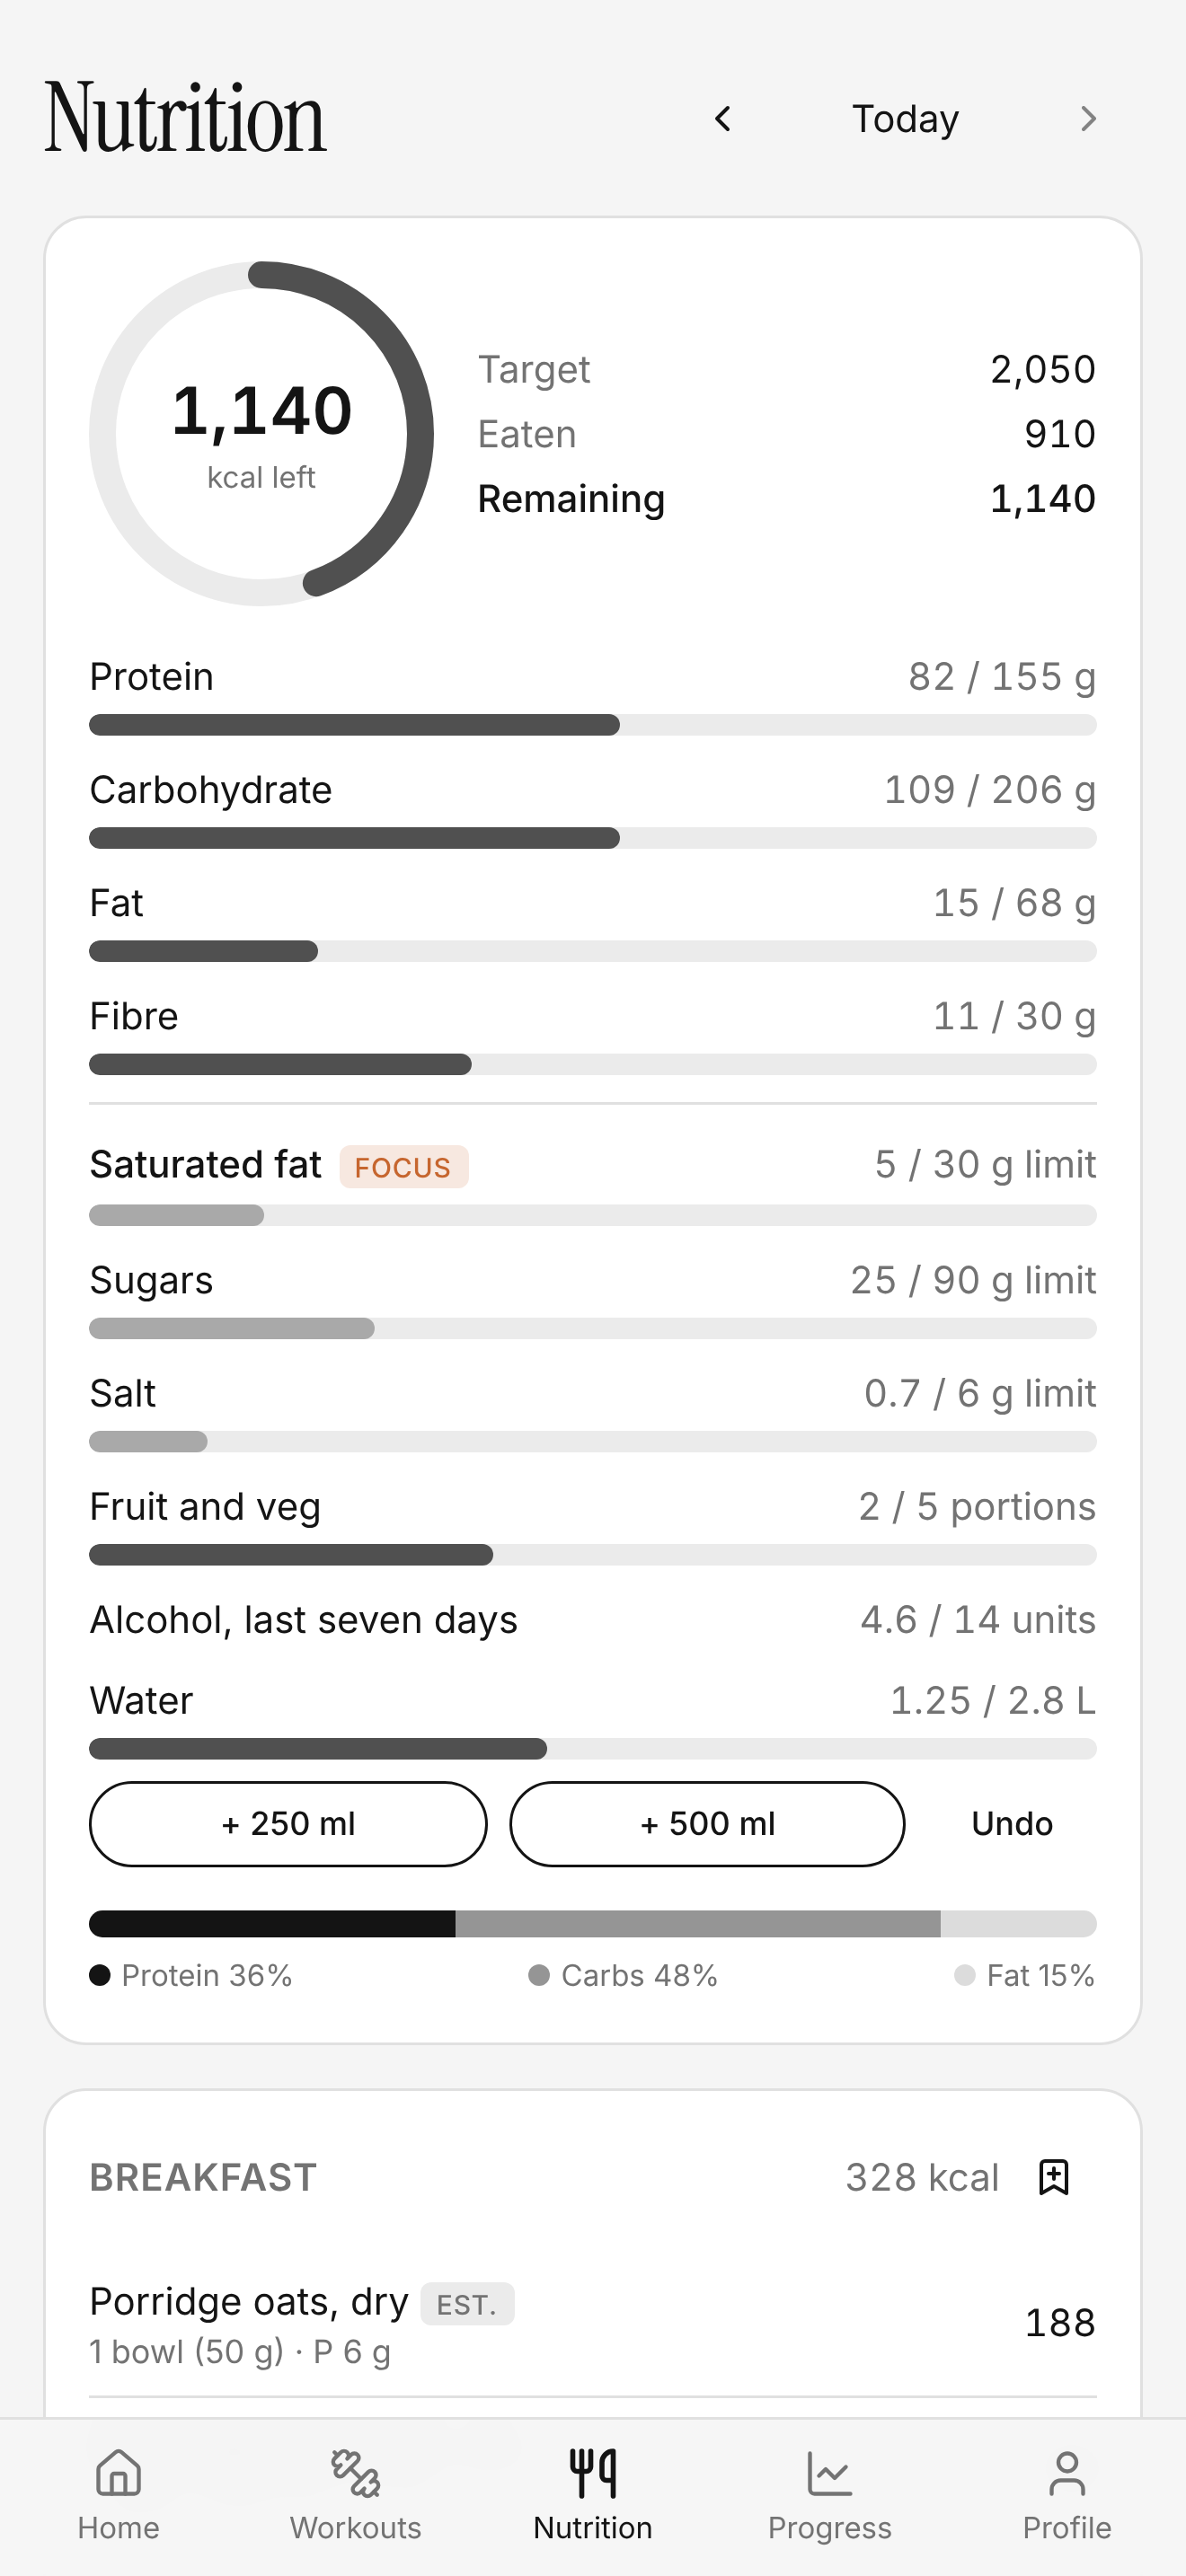 Nutrition
Today
1,140
kcal left
Target 2,050
Eaten 910
Remaining 1,140
Protein 82 / 155 g
Carbohydrate 109 / 206 g
Fat 15 / 68 g
Fibre 11 / 30 g
Saturated fat FOCUS 5 / 30 g limit
Sugars 25 / 90 g limit
Salt 0.7 / 6 g limit
Fruit and veg 2 / 5 portions
Alcohol, last seven days 4.6 / 14 units
Water 1.25 / 2.8 L
+ 250 ml + 500 ml Undo
Protein 36% Carbs 48% Fat 15%
BREAKFAST 328 kcal
Porridge oats, dry EST. 188
1 bowl (50 g) · P 6 g
Home Workouts Nutrition Progress Profile